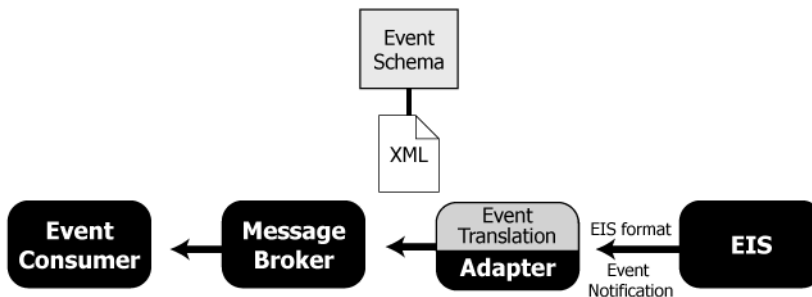 Event
Schema
XML
Event
Consumer
Message
Broker
Event
Translation
Adapter
EIS format
Event
Notification
EIS